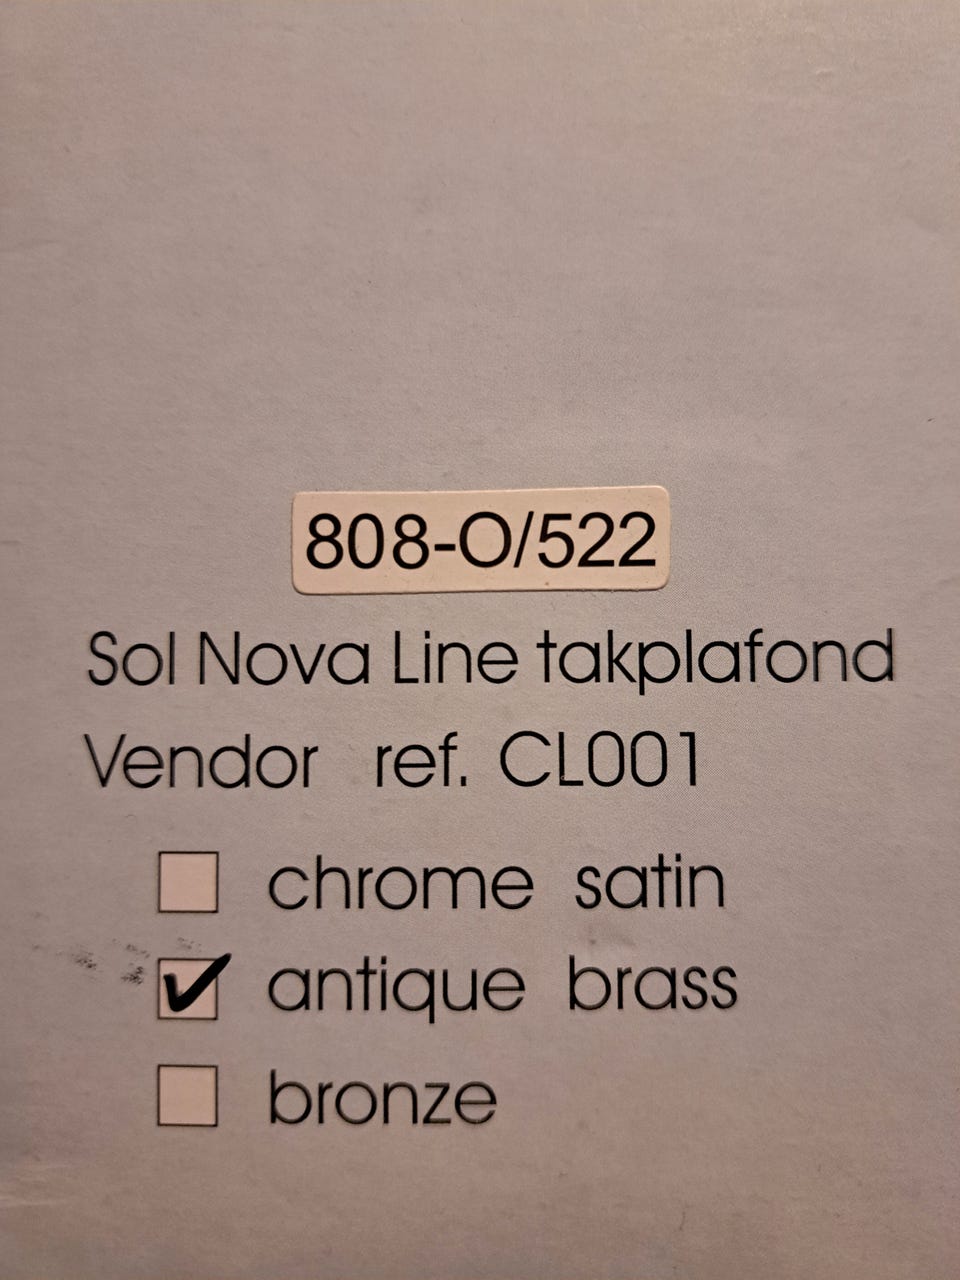 808-O/522
Sol Nova Line takplafond
Vendor ref. CL001
chrome satin
antique brass
bronze